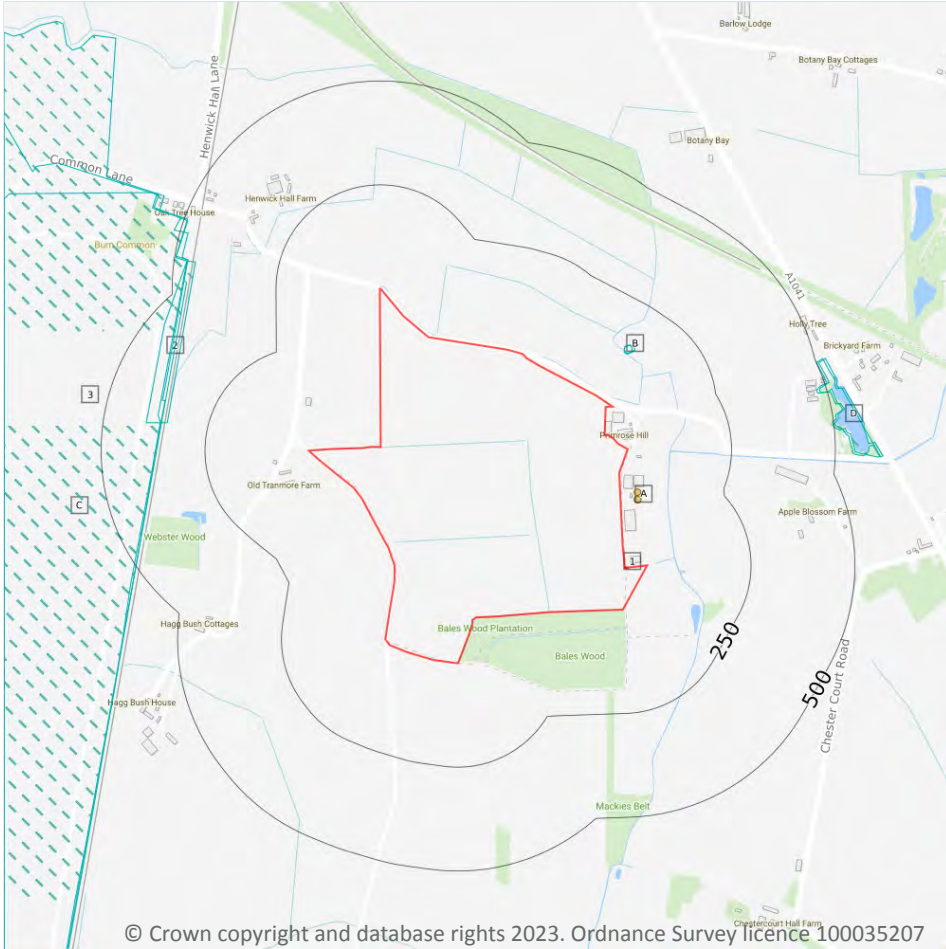 Barlow Lodge
Botany Bay Cottages
Henwick Hall Lane
Botany Bay
Common Lane
Henwick Hall Farm
Oak Tree House
Burn Common
A1041
Holly Tree
2
B
Brickyard Farm
3
D
Primrose Hill
Old Tranmore Farm
A
C
Apple Blossom Farm
Webster Wood
1
Hagg Bush Cottages
Bales Wood Plantation
250
Bales Wood
500
Chester Court Road
Hagg Bush House
Mackies Belt
Chestercourt Hall Farm
© Crown copyright and database rights 2023. Ordnance Survey licence 100035207